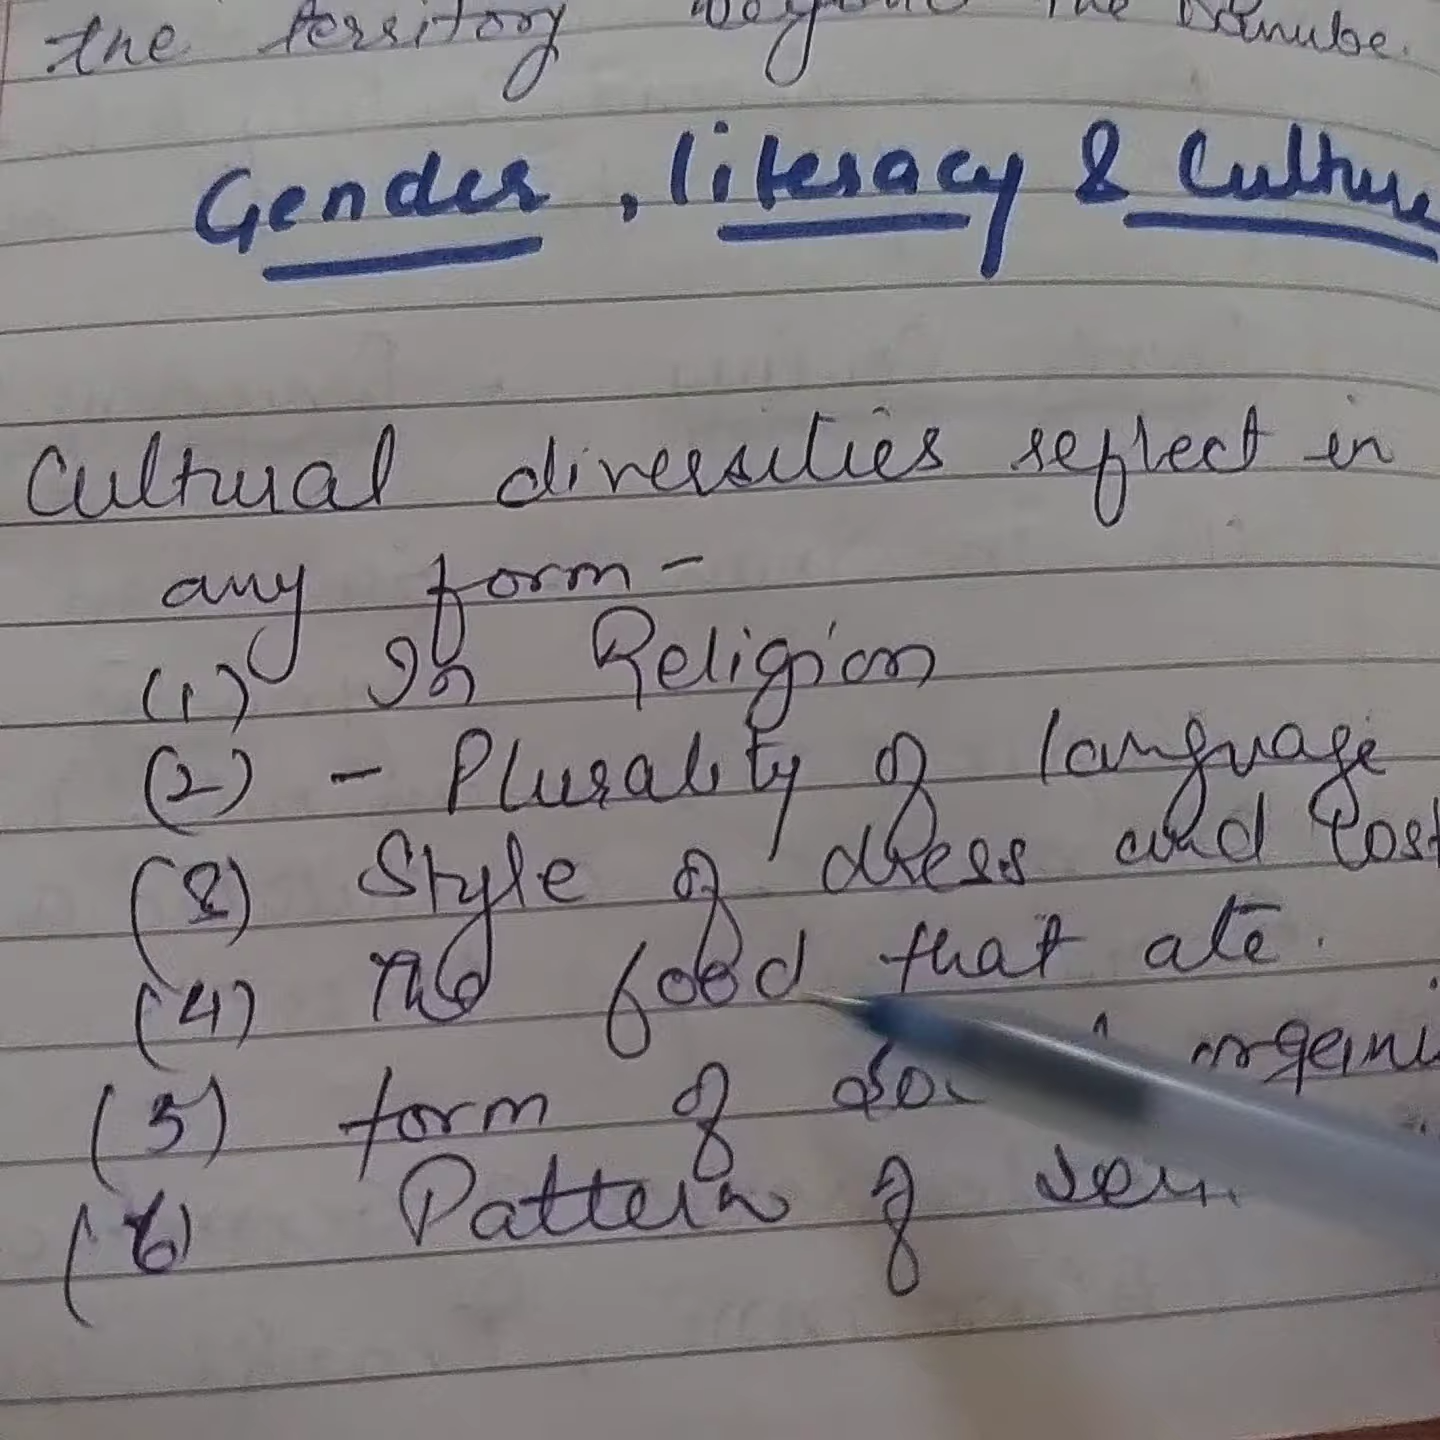 the territory beyond the Danube.
Gender, literacy & Culture
Cultural diversities reflect in
any form -
(1) In Religion
(2) - Plurality of language
(3) Style of dress and
(4) The food that ate.
(5) form of
(6) Pattern of